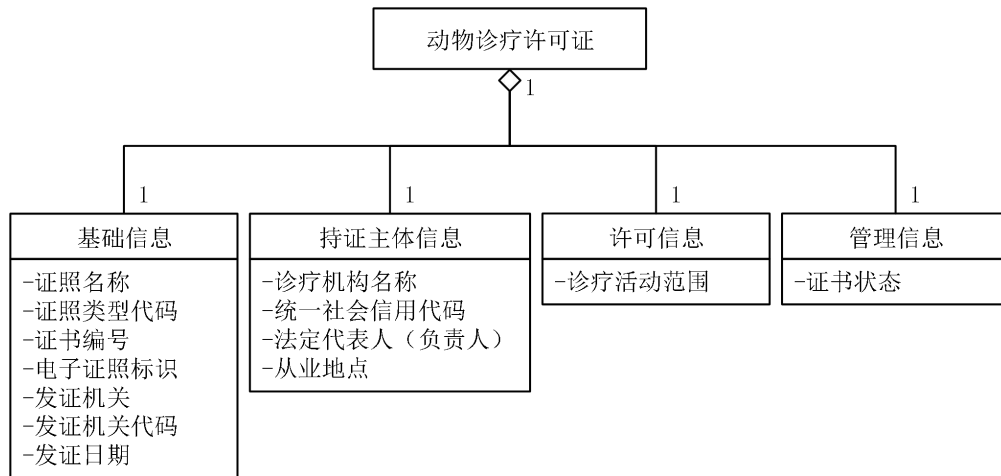 动物诊疗许可证
1
1
1
1
1
基础信息
-证照名称
-证照类型代码
-证书编号
-电子证照标识
-发证机关
-发证机关代码
-发证日期
持证主体信息
-诊疗机构名称
-统一社会信用代码
-法定代表人（负责人）
-从业地点
许可信息
-诊疗活动范围
管理信息
-证书状态